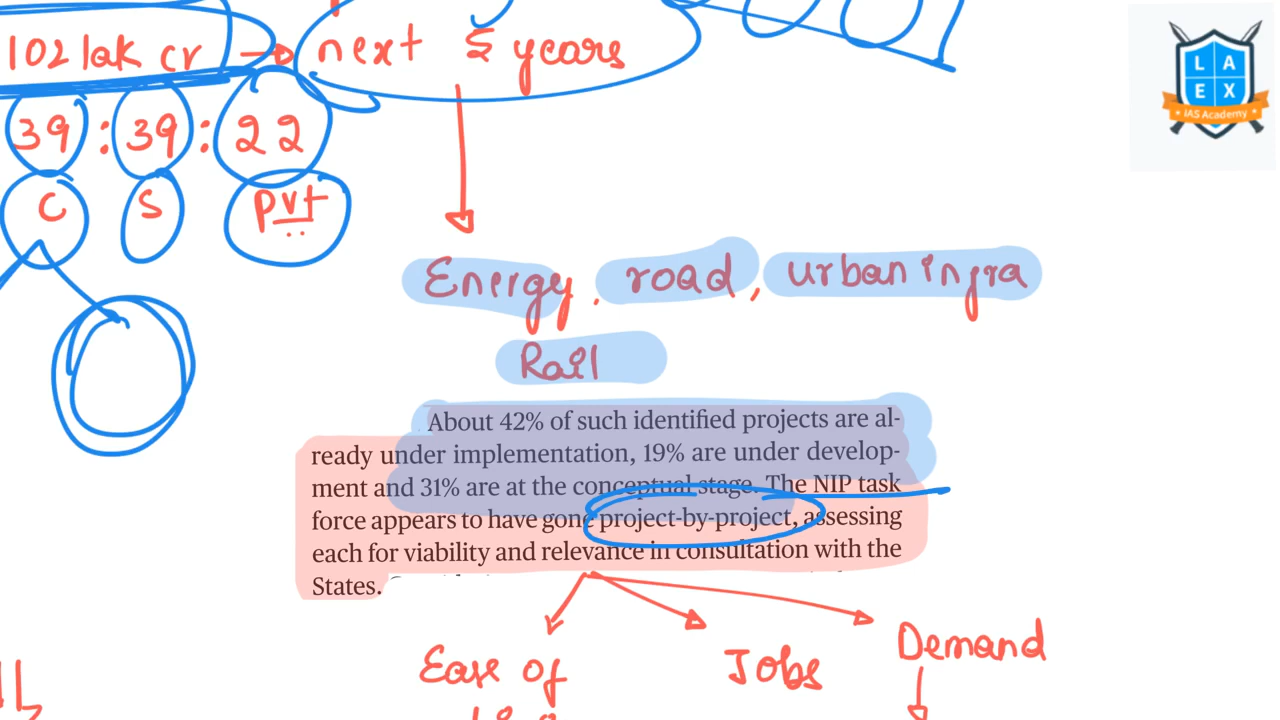 102 lak cr → next 5 years
39 : 39 : 22
C S pvt
Energy, road, urban infra
Rail
About 42% of such identified projects are al-
ready under implementation, 19% are under develop-
ment and 31% are at the conceptual stage. The NIP task
force appears to have gone project-by-project, assessing
each for viability and relevance in consultation with the
States.
Ease of Jobs Demand
L A
E X
IAS Academy